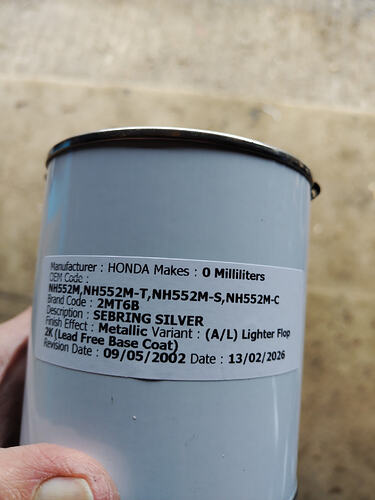 Manufacturer : HONDA Makes : 0 Milliliters
OEM Code :
NH552M,NH552M-T,NH552M-S,NH552M-C
Brand Code : 2MT6B
Description : SEBRING SILVER
Finish Effect : Metallic Variant : (A/L) Lighter Flop
2K (Lead Free Base Coat)
Revision Date : 09/05/2002 Date : 13/02/2026